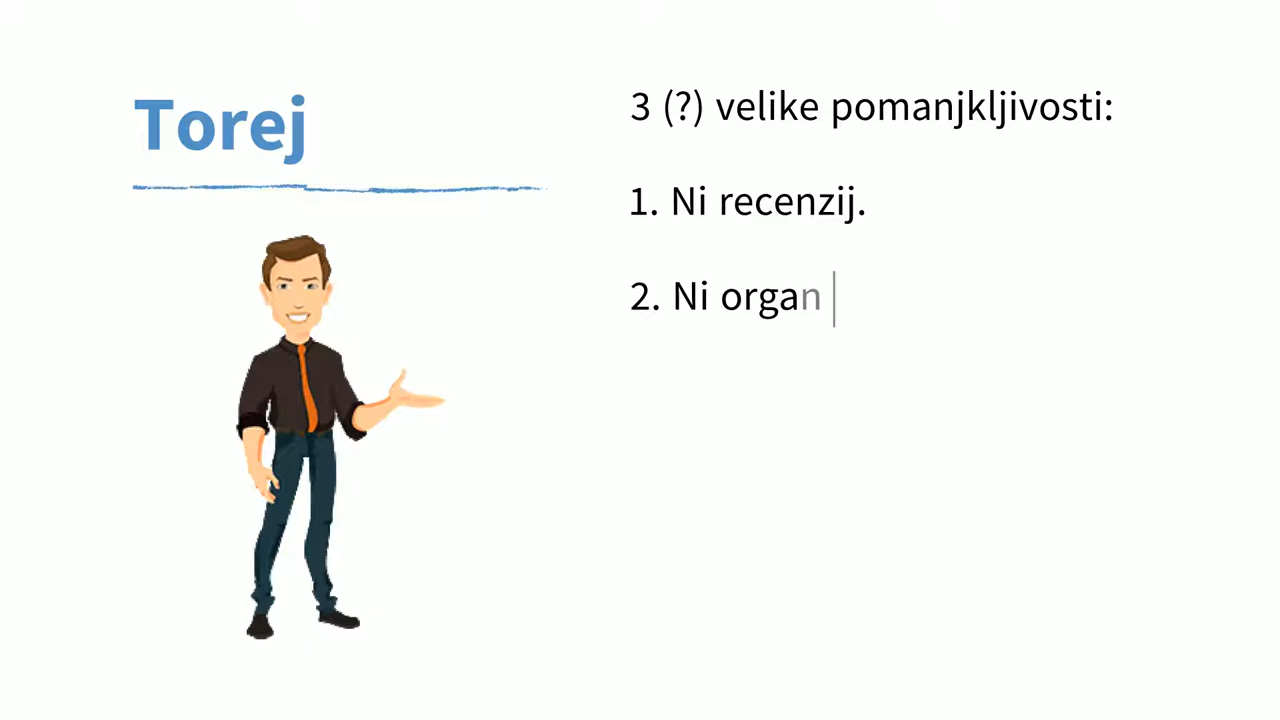 Torej
3 (?) velike pomanjkljivosti:
1. Ni recenzij.
2. Ni organ